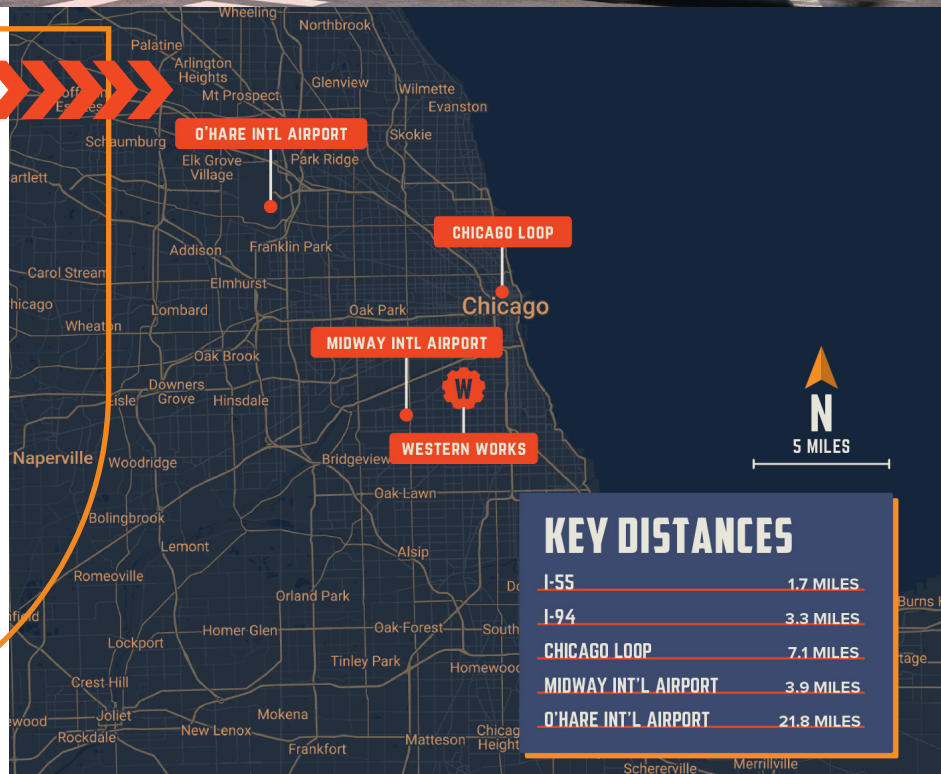 Wheeling
Northbrook
Palatine
Arlington
Heights
Glenview
Wilmette
Mt Prospect
Evanston
O'HARE INTL AIRPORT
Skokie
Schaumburg
Elk Grove
Village
Park Ridge
artlett
CHICAGO LOOP
Addison
Franklin Park
Carol Stream
Elmhurst
hicago
Lombard
Oak Park
Chicago
Wheaton
MIDWAY INTL AIRPORT
Oak Brook
W
Downers
Grove
Lisle
Hinsdale
N
5 MILES
WESTERN WORKS
Naperville
Woodridge
Bridgeview
Oak Lawn
Bolingbrook
KEY DISTANCES
Lemont
Alsip
I-55 1.7 MILES
Romeoville
Orland Park
I-94 3.3 MILES
Burns H
nfield
Homer Glen
Oak Forest
South
Lockport
CHICAGO LOOP 7.1 MILES
tage
Tinley Park
Homewood
Crest Hill
MIDWAY INT'L AIRPORT 3.9 MILES
ewood
Joliet
Mokena
O'HARE INT'L AIRPORT 21.8 MILES
Rockdale
New Lenox
Frankfort
Matteson
Chicag
Height
Schererville
Merrillville